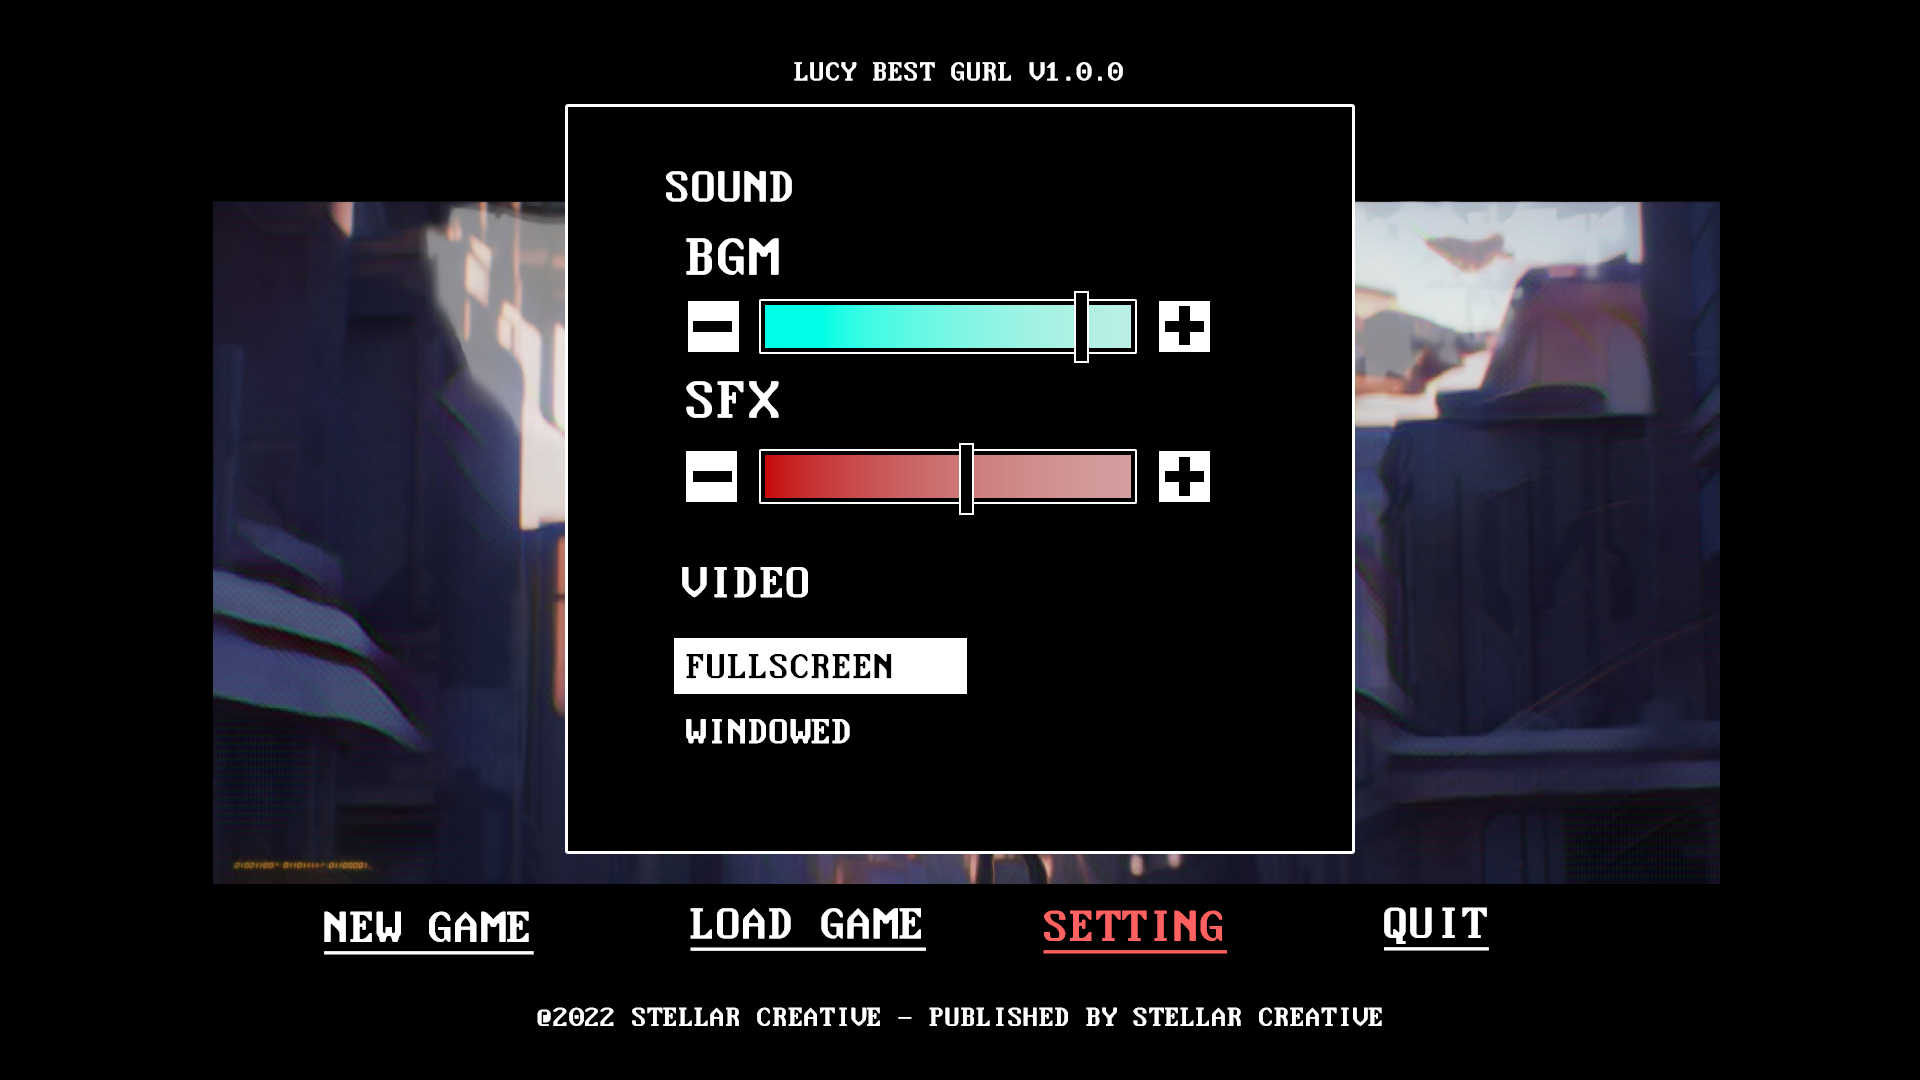 LUCY BEST GURL V1.0.0
SOUND
BGM
SFX
VIDEO
FULLSCREEN
WINDOWED
NEW GAME LOAD GAME SETTING QUIT
@2022 STELLAR CREATIVE - PUBLISHED BY STELLAR CREATIVE